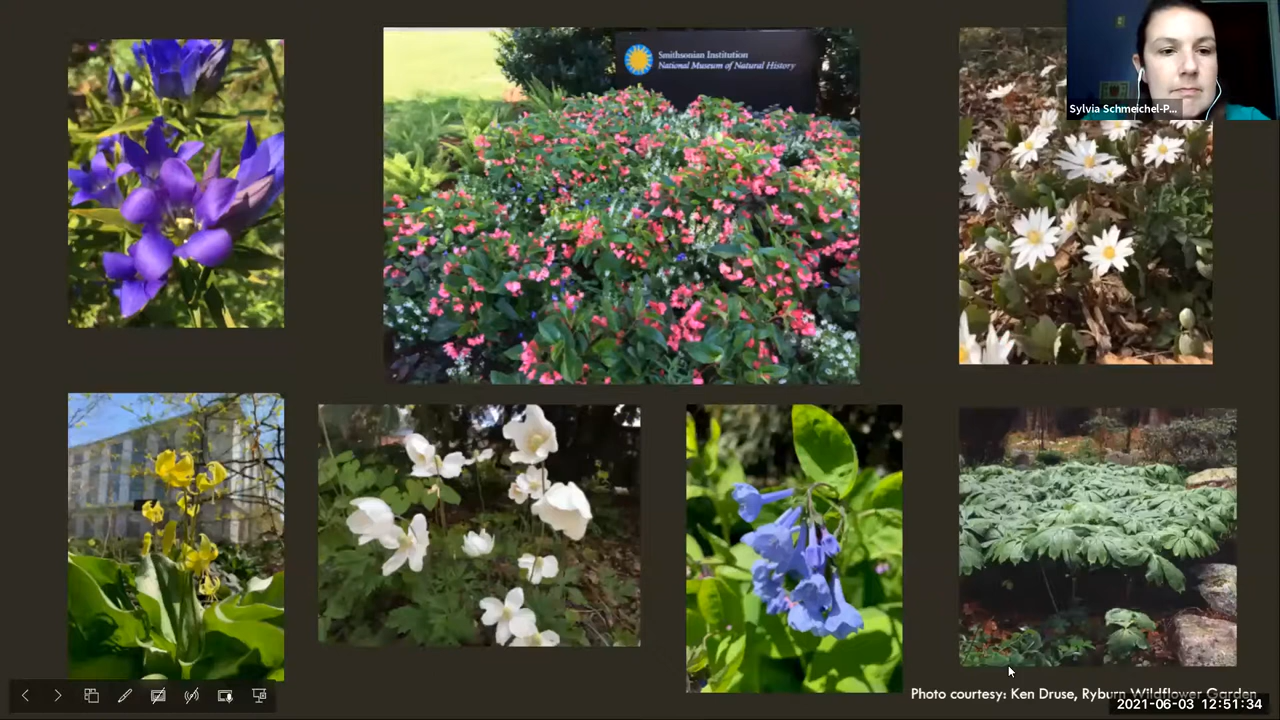 Smithsonian Institution
National Museum of Natural History
Sylvia Schmeichel-P...
Photo courtesy: Ken Druse, Ryburn Wildflower Garden
2021-06-03 12:51:34